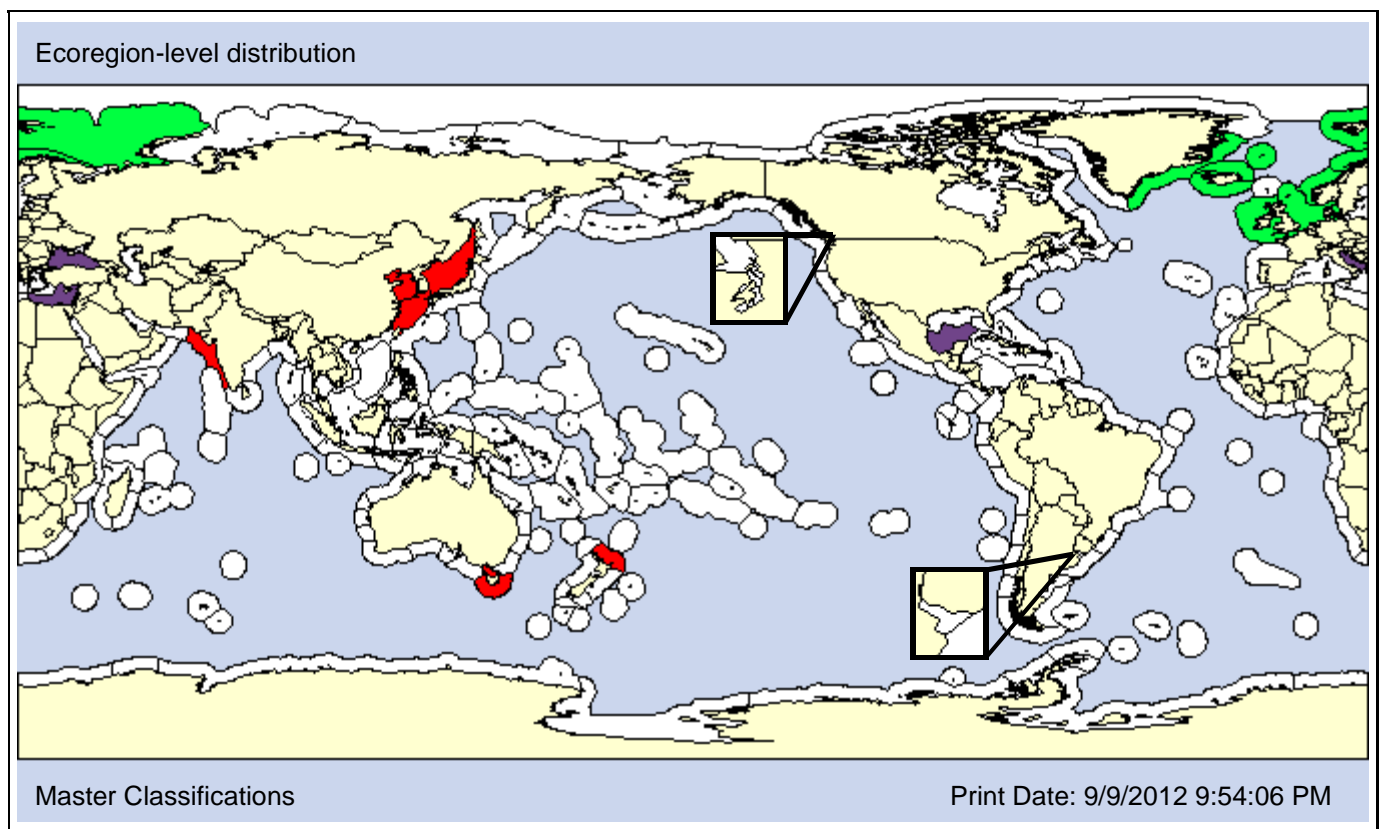 Ecoregion-level distribution
Master Classifications
Print Date: 9/9/2012 9:54:06 PM